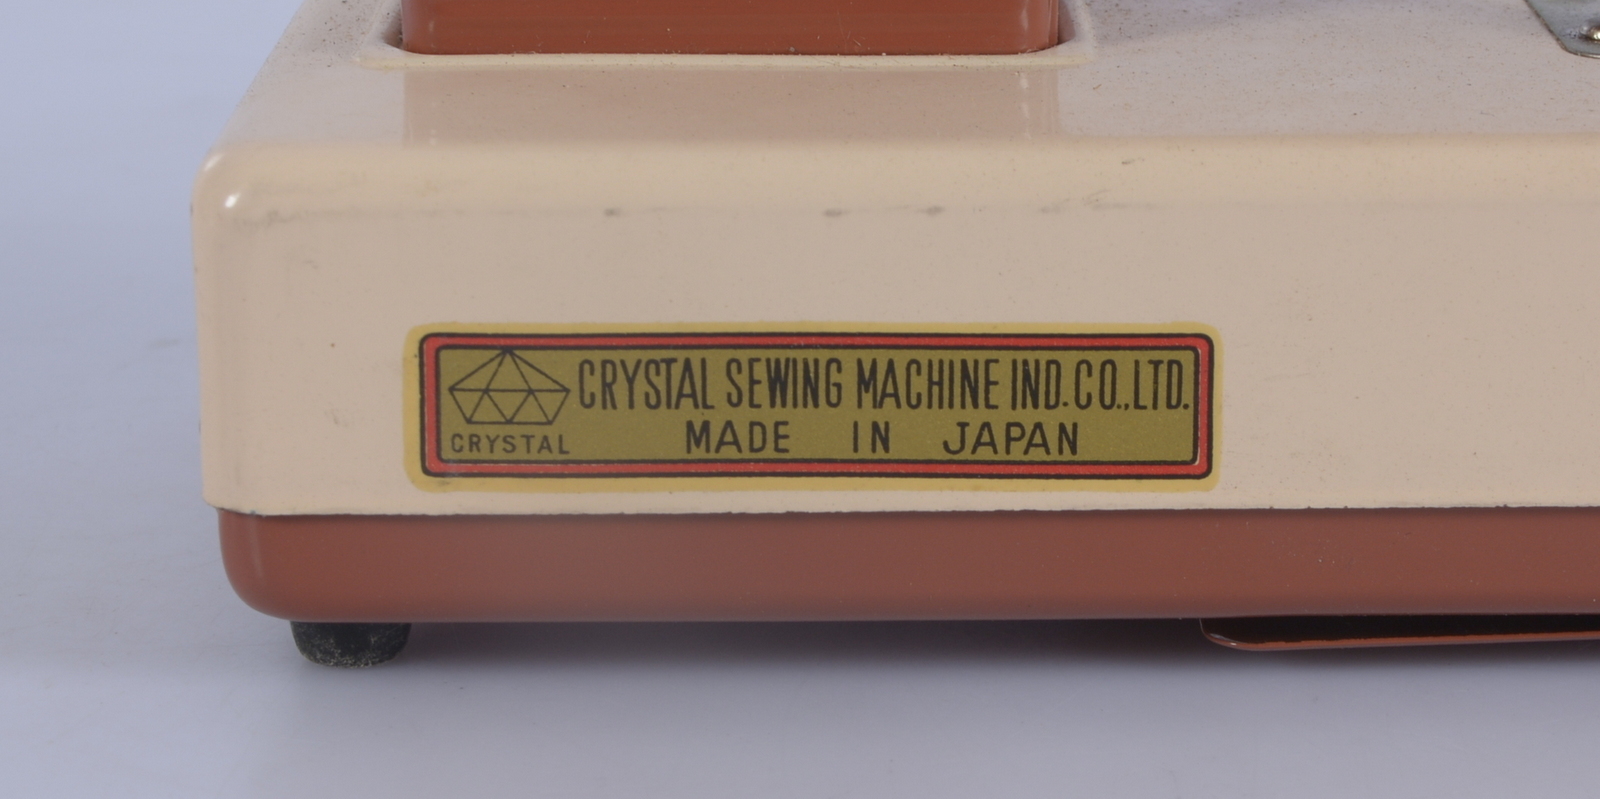 CRYSTAL SEWING MACHINE IND.CO.,LTD.
CRYSTAL
MADE IN JAPAN